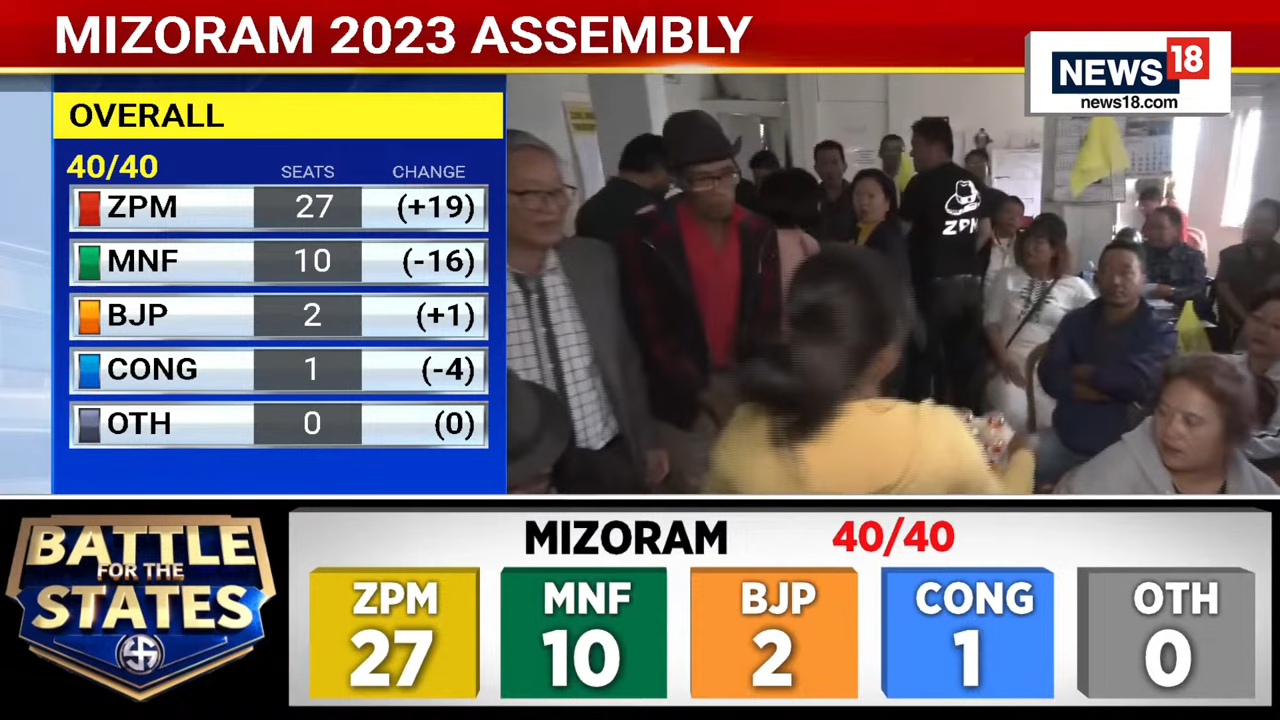 MIZORAM 2023 ASSEMBLY
NEWS 18
news18.com
OVERALL
40/40 SEATS CHANGE
ZPM 27 (+19)
MNF 10 (-16)
BJP 2 (+1)
CONG 1 (-4)
OTH 0 (0)
ZPM
BATTLE
FOR THE
STATES
MIZORAM 40/40
ZPM MNF BJP CONG OTH
27 10 2 1 0